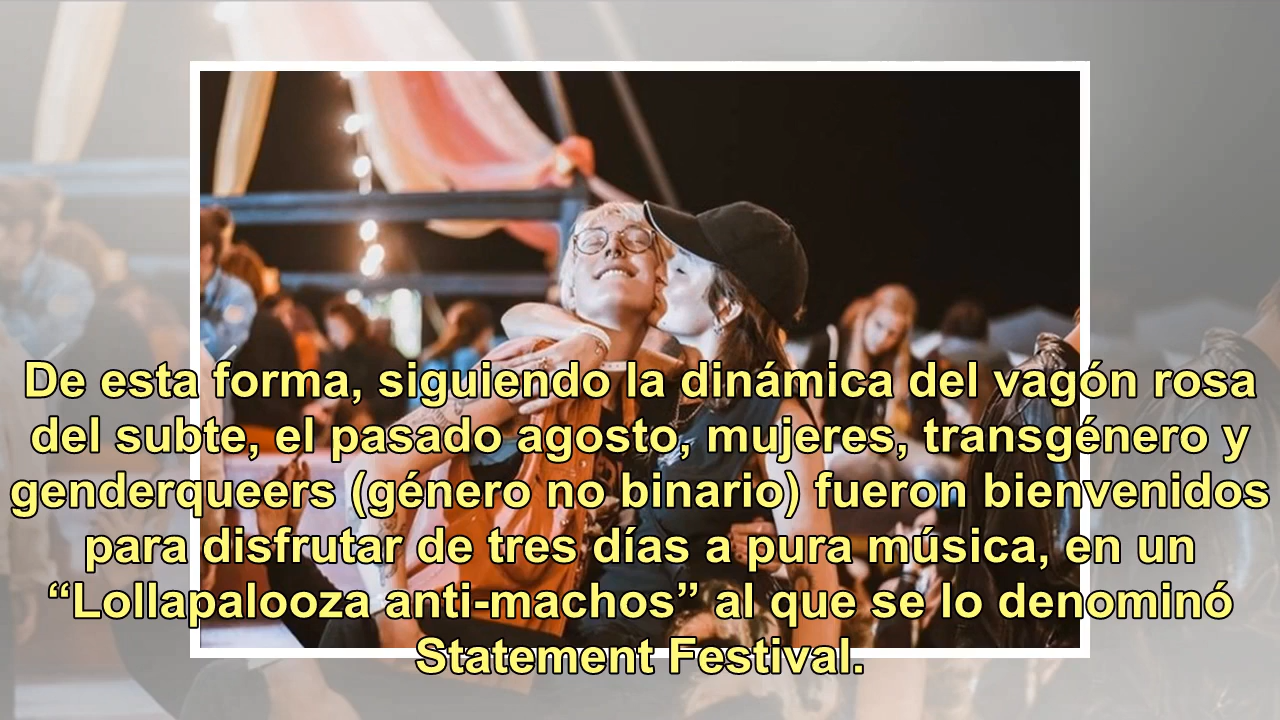 De esta forma, siguiendo la dinámica del vagón rosa
del subte, el pasado agosto, mujeres, transgénero y
genderqueers (género no binario) fueron bienvenidos
para disfrutar de tres días a pura música, en un
“Lollapalooza anti-machos” al que se lo denominó
Statement Festival.